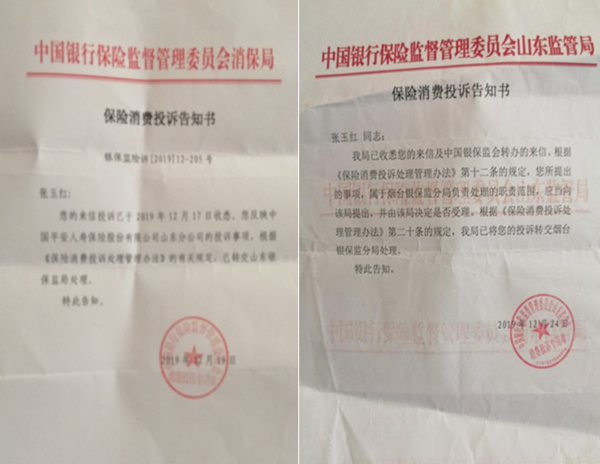 中国银行保险监督管理委员会消保局
保险消费投诉告知书
银保监险诉[2019]12-205号
张玉红：
您的来信投诉已于2019年12月17日收悉。您反映中
国平安人寿保险股份有限公司山东分公司的投诉事项，根据
《保险消费投诉处理管理办法》的有关规定，已转交山东银
保监局处理。
特此告知。
2019年12月19日
中国银行保险监督管理委员会山东监管局
保险消费投诉告知书
张玉红 同志：
我局已收悉您的来信及中国银保监会转办的来信。根据
《保险消费投诉处理管理办法》第十二条的规定，您所提出
的事项，属于烟台银保监分局负责处理的职责范围，应当向
该局提出，并由该局决定是否受理。根据《保险消费投诉处
理管理办法》第二十条的规定，我局已将您的投诉转交烟台
银保监分局处理。
特此告知。
2019年12月24日